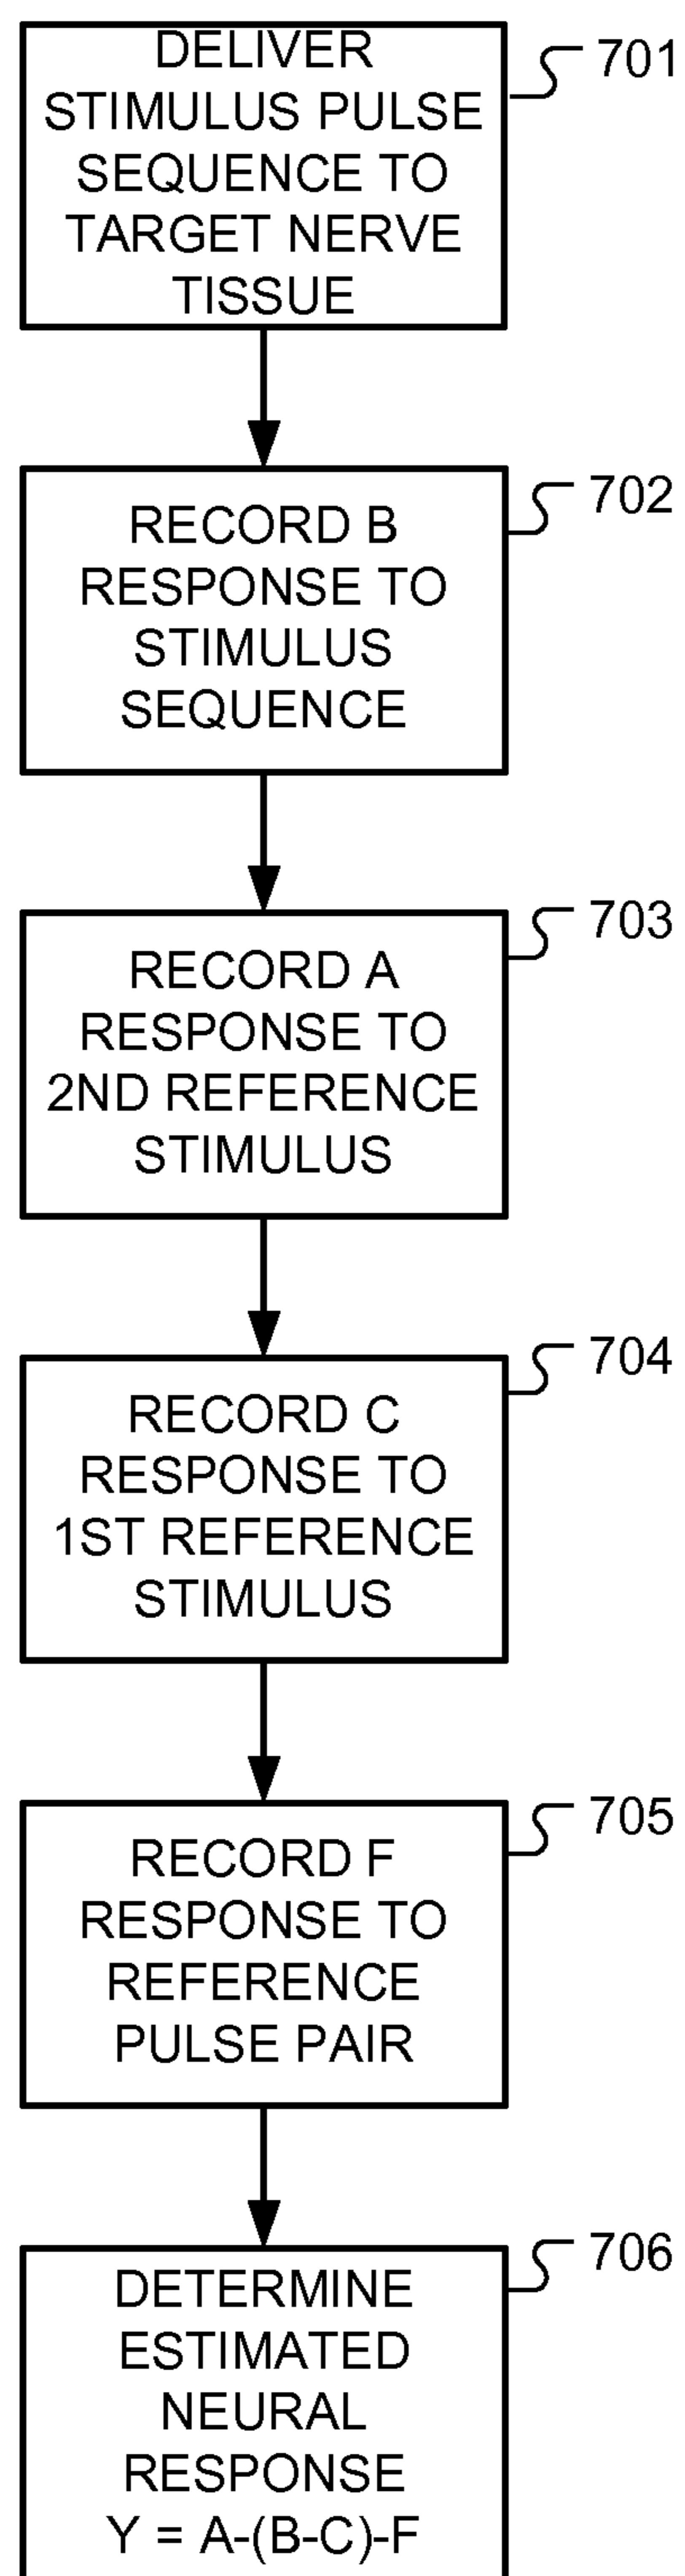 DELIVER
STIMULUS PULSE
SEQUENCE TO
TARGET NERVE
TISSUE
701
RECORD B
RESPONSE TO
STIMULUS
SEQUENCE
702
RECORD A
RESPONSE TO
2ND REFERENCE
STIMULUS
703
RECORD C
RESPONSE TO
1ST REFERENCE
STIMULUS
704
RECORD F
RESPONSE TO
REFERENCE
PULSE PAIR
705
DETERMINE
ESTIMATED
NEURAL
RESPONSE
Y = A-(B-C)-F
706